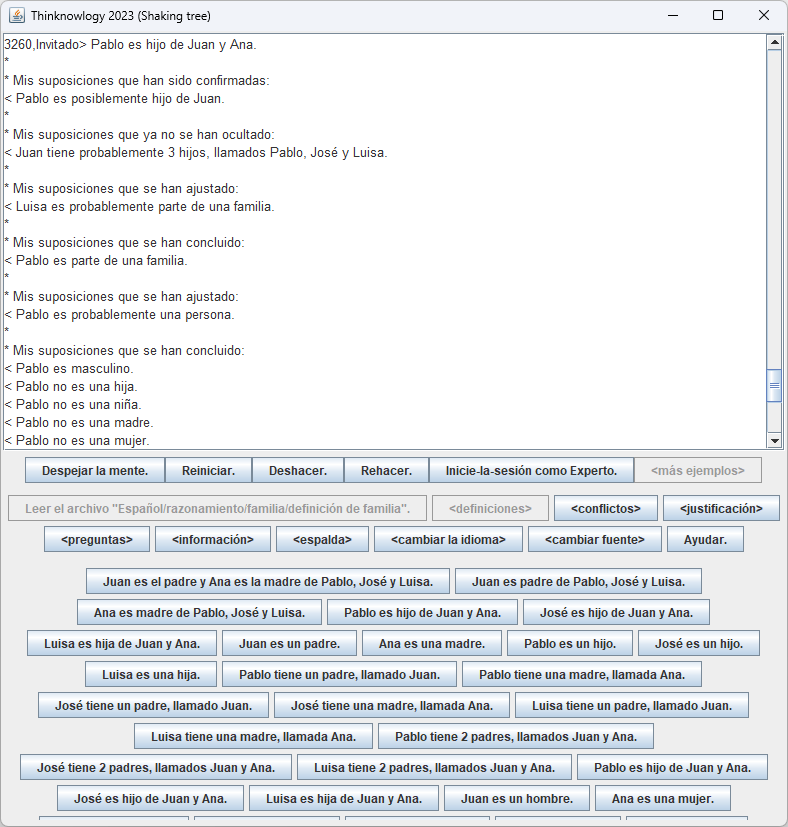 Thinknowlogy 2023 (Shaking tree)
3260,Invitado> Pablo es hijo de Juan y Ana.
*
* Mis suposiciones que han sido confirmadas:
< Pablo es posiblemente hijo de Juan.
*
* Mis suposiciones que ya no se han ocultado:
< Juan tiene probablemente 3 hijos, llamados Pablo, José y Luisa.
*
* Mis suposiciones que se han ajustado:
< Luisa es probablemente parte de una familia.
*
* Mis suposiciones que se han concluido:
< Pablo es parte de una familia.
*
* Mis suposiciones que se han ajustado:
< Pablo es probablemente una persona.
*
* Mis suposiciones que se han concluido:
< Pablo es masculino.
< Pablo no es una hija.
< Pablo no es una niña.
< Pablo no es una madre.
< Pablo no es una mujer.
Despejar la mente. Reiniciar. Deshacer. Rehacer. Inicie-la-sesión como Experto. <más ejemplos>
Leer el archivo "Español/razonamiento/familia/definición de familia". <definiciones> <conflictos> <justificación>
<preguntas> <información> <espalda> <cambiar la idioma> <cambiar fuente> Ayudar.
Juan es el padre y Ana es la madre de Pablo, José y Luisa. Juan es padre de Pablo, José y Luisa.
Ana es madre de Pablo, José y Luisa. Pablo es hijo de Juan y Ana. José es hijo de Juan y Ana.
Luisa es hija de Juan y Ana. Juan es un padre. Ana es una madre. Pablo es un hijo. José es un hijo.
Luisa es una hija. Pablo tiene un padre, llamado Juan. Pablo tiene una madre, llamada Ana.
José tiene un padre, llamado Juan. José tiene una madre, llamada Ana. Luisa tiene un padre, llamado Juan.
Luisa tiene una madre, llamada Ana. Pablo tiene 2 padres, llamados Juan y Ana.
José tiene 2 padres, llamados Juan y Ana. Luisa tiene 2 padres, llamados Juan y Ana. Pablo es hijo de Juan y Ana.
José es hijo de Juan y Ana. Luisa es hija de Juan y Ana. Juan es un hombre. Ana es una mujer.